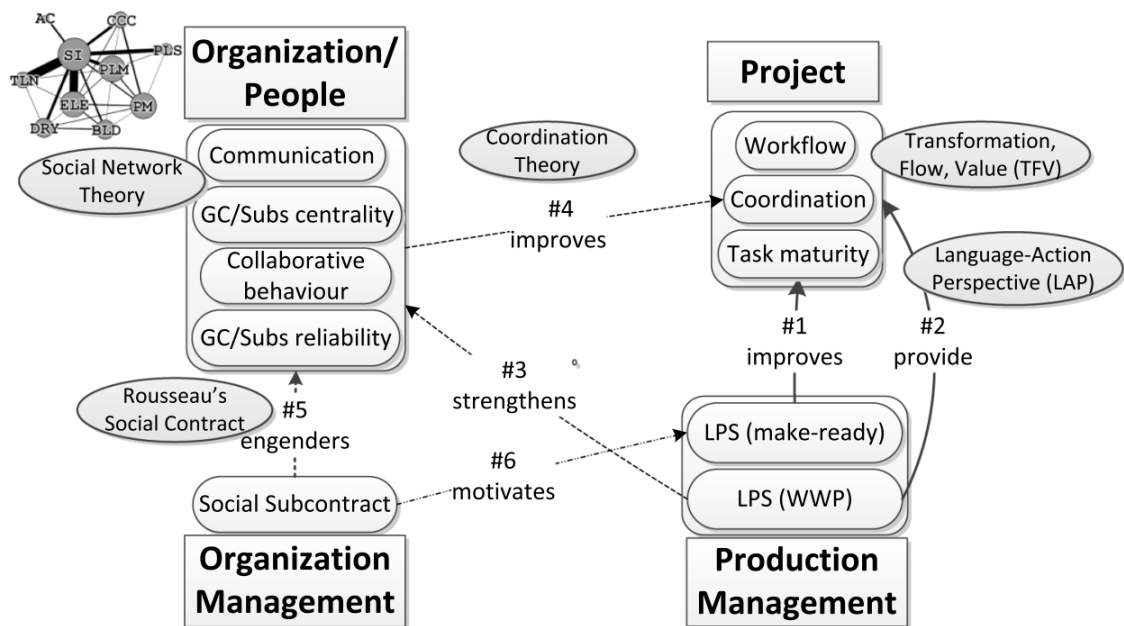 AC
CCC
SI
PLS
TLN
PLM
ELE
PM
DRY
BLD
Organization/
People
Project
Communication
GC/Subs centrality
Collaborative
behaviour
GC/Subs reliability
Social Network
Theory
Coordination
Theory
Workflow
Coordination
Task maturity
Transformation,
Flow, Value (TFV)
Language-Action
Perspective (LAP)
#4
improves
#1
improves
#2
provide
#3
strengthens
Rousseau's
Social Contract
#5
engenders
#6
motivates
LPS (make-ready)
LPS (WWP)
Social Subcontract
Organization
Management
Production
Management